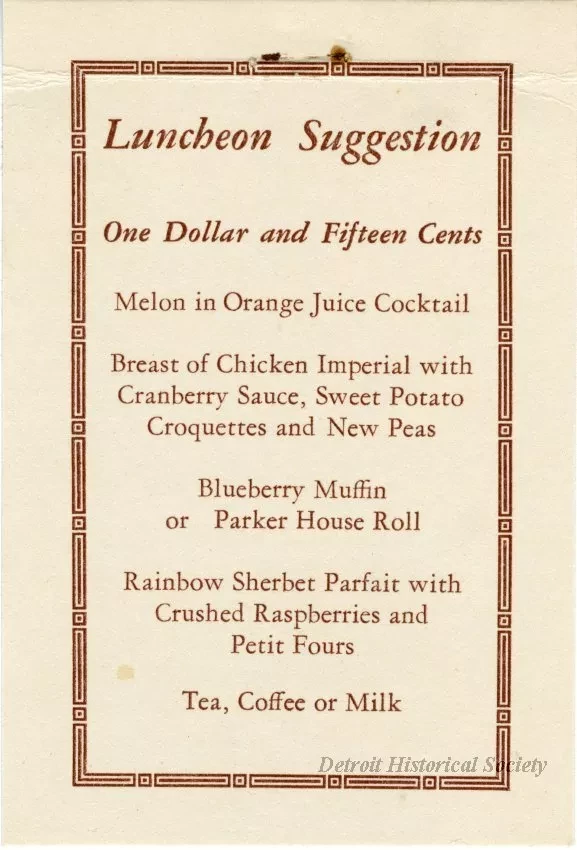 Luncheon Suggestion
One Dollar and Fifteen Cents
Melon in Orange Juice Cocktail
Breast of Chicken Imperial with
Cranberry Sauce, Sweet Potato
Croquettes and New Peas
Blueberry Muffin
or Parker House Roll
Rainbow Sherbet Parfait with
Crushed Raspberries and
Petit Fours
Tea, Coffee or Milk
Detroit Historical Society